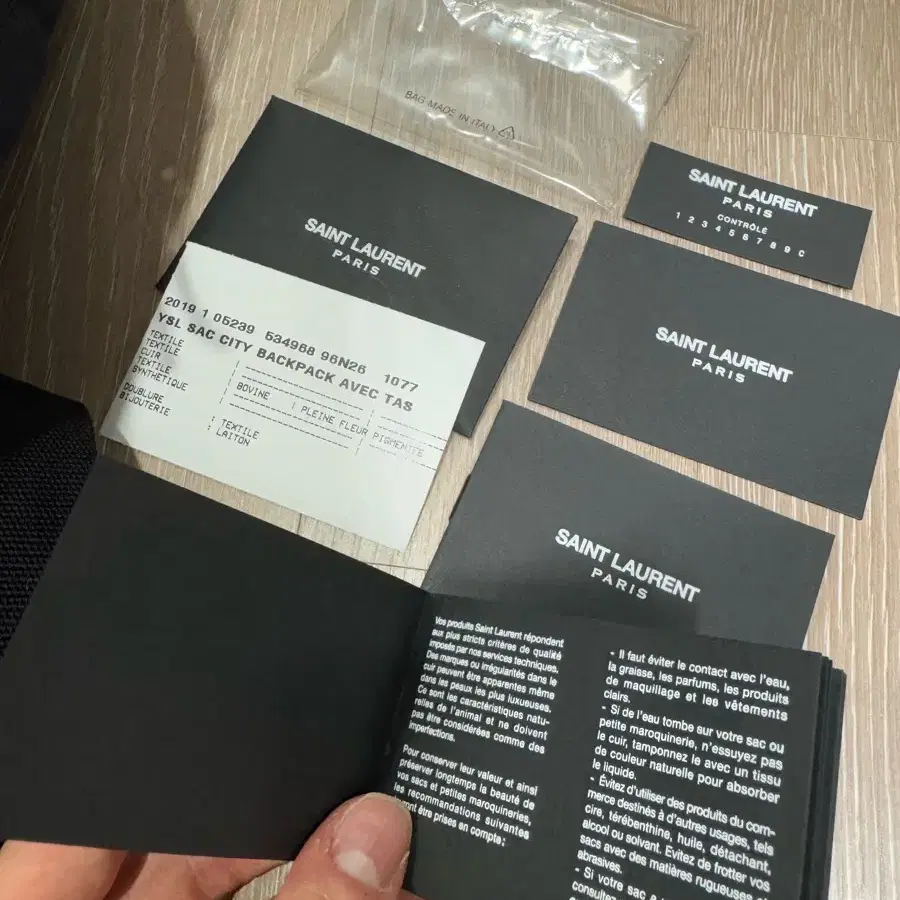 BAG MADE IN ITALY
SAINT LAURENT
PARIS
CONTRÔLE
1 2 3 4 5 6 7 8 9 C
SAINT LAURENT
PARIS
SAINT LAURENT
PARIS
2019 1 05239 534968 96N26 1077
YSL SAC CITY BACKPACK AVEC TAS
TEXTILE
TEXTILE
CUIR BOVINE PLEINE FLEUR PIGMENTEE
TEXTILE
SYNTHETIQUE
DOUBLURE : TEXTILE
BIJOUTERIE : LAITON
SAINT LAURENT
PARIS
Vos produits Saint Laurent répondent
aux plus stricts critères de qualité
imposés par nos services techniques.
Des marques ou irrégularités dans le
cuir peuvent être apparentes même
dans les peaux les plus luxueuses.
Ce sont les caractéristiques natu-
relles de l'animal et ne doivent
pas être considérées comme des
imperfections.
Pour conserver leur valeur et ainsi
préserver longtemps la beauté de
vos sacs et petites maroquineries,
les recommandations suivantes
être prises en compte :
- Il faut éviter le contact avec l'eau,
la graisse, les parfums, les produits
de maquillage et les vêtements
clairs.
- Si de l'eau tombe sur votre sac ou
petite maroquinerie, n'essuyez pas
le cuir, tamponnez le avec un tissu
de couleur naturelle pour absorber
le liquide.
- Évitez d'utiliser des produits du com-
merce destinés à d'autres usages, tels
cire, térébenthine, huile, détachant,
alcool ou solvant. Evitez de frotter vos
sacs avec des matières rugueuses et
abrasives.
- Si votre sac a
consultez